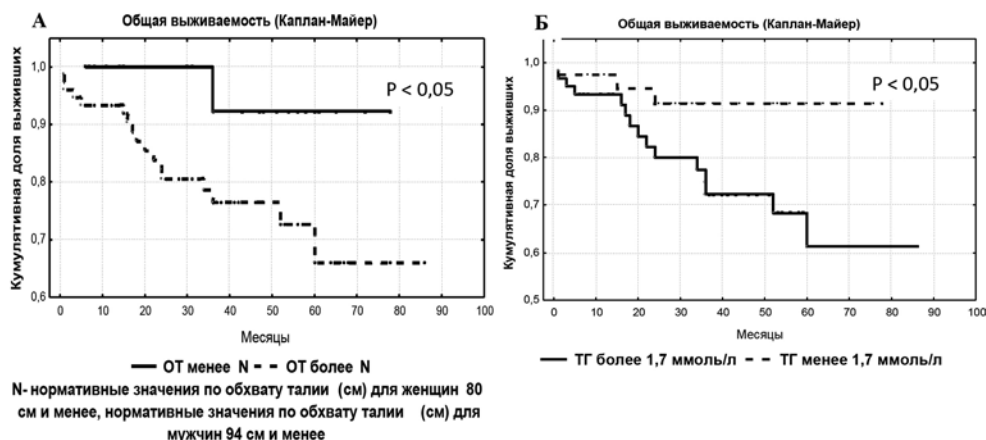 А
Общая выживаемость (Каплан-Майер)
Кумулятивная доля выживших
1,0
0,9
0,8
0,7
0,6
P < 0,05
0 10 20 30 40 50 60 70 80 90 100
Месяцы
ОТ менее N ОТ более N
N- нормативные значения по обхвату талии (см) для женщин 80
см и менее, нормативные значения по обхвату талии (см) для
мужчин 94 см и менее
Б
Общая выживаемость (Каплан-Майер)
Кумулятивная доля выживших
1,0
0,9
0,8
0,7
0,6
0,5
P < 0,05
0 10 20 30 40 50 60 70 80 90 100
Месяцы
ТГ более 1,7 ммоль/л ТГ менее 1,7 ммоль/л